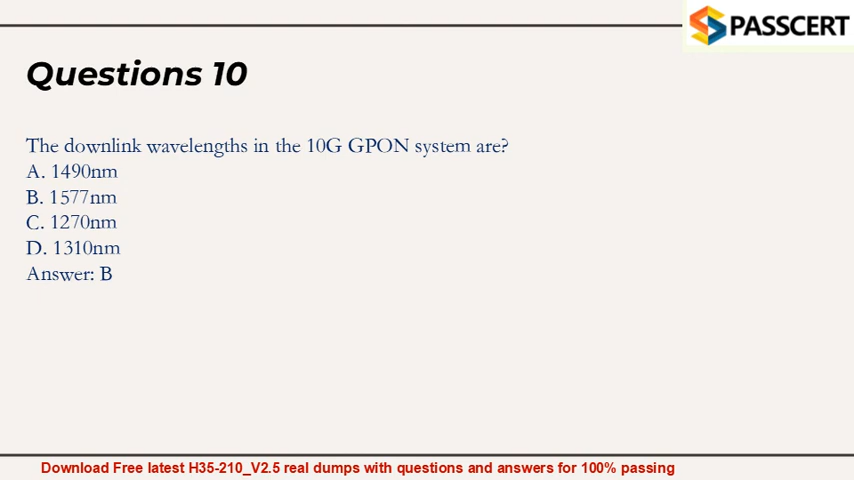 PASSCERT
Questions 10
The downlink wavelengths in the 10G GPON system are?
A. 1490nm
B. 1577nm
C. 1270nm
D. 1310nm
Answer: B
Download Free latest H35-210_V2.5 real dumps with questions and answers for 100% passing